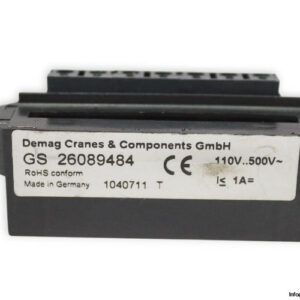 Demag Cranes & Components GmbH
GS 26089484
CE
110V..500V~
RoHS conform
I≤ 1A=
Made in Germany 1040711 T